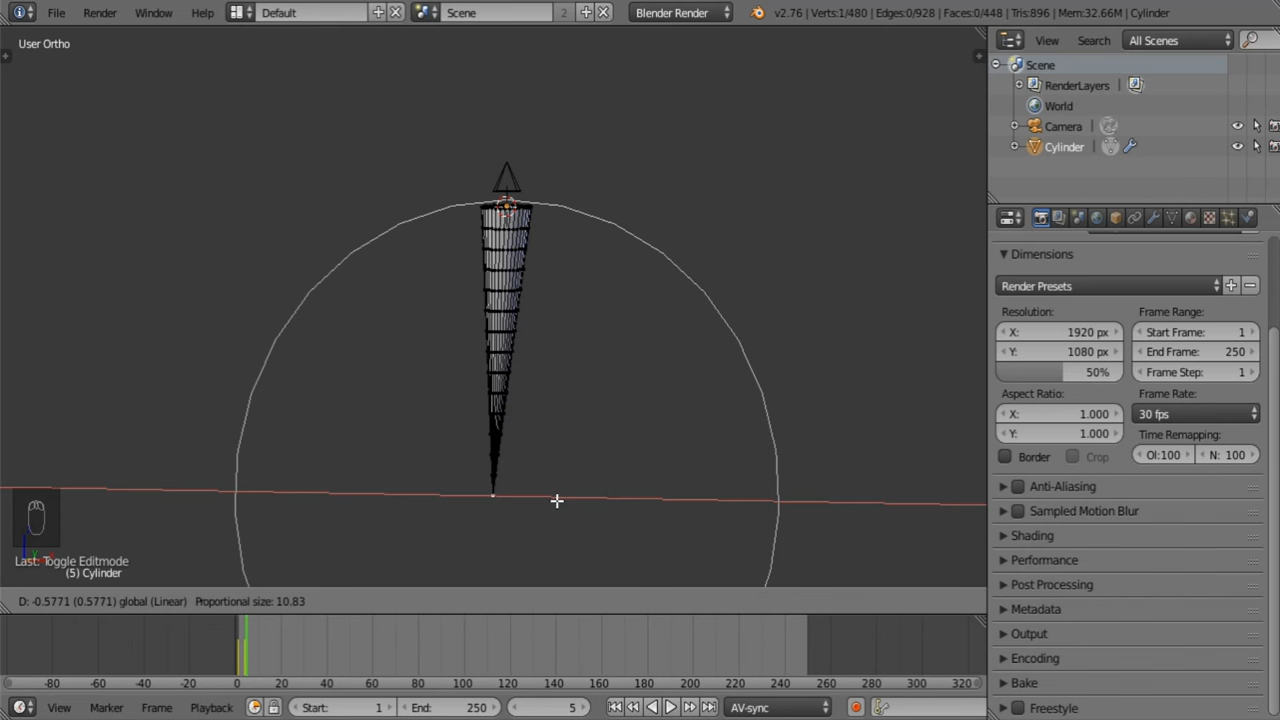 File Render Window Help Default Scene 2 Blender Render v2.76 | Verts:1/480 | Edges:0/928 | Faces:0/448 | Tris:896 | Mem:32.66M | Cylinder
User Ortho
View Search All Scenes
Scene
RenderLayers |
World
Camera |
Cylinder |
Dimensions
Render Presets
Resolution: Frame Range:
X: 1920 px Start Frame: 1
Y: 1080 px End Frame: 250
50% Frame Step: 1
Aspect Ratio: Frame Rate:
X: 1.000 30 fps
Y: 1.000 Time Remapping:
Border Crop Ol:100 N: 100
Anti-Aliasing
Sampled Motion Blur
Shading
Performance
Post Processing
Metadata
Output
Encoding
Bake
Freestyle
Last: Toggle Editmode
(5) Cylinder
D: -0.5771 (0.5771) global (Linear) Proportional size: 10.83
-80 -60 -40 -20 0 20 40 60 80 100 120 140 160 180 200 220 240 260 280 300 320
View Marker Frame Playback Start: 1 End: 250 5 AV-sync